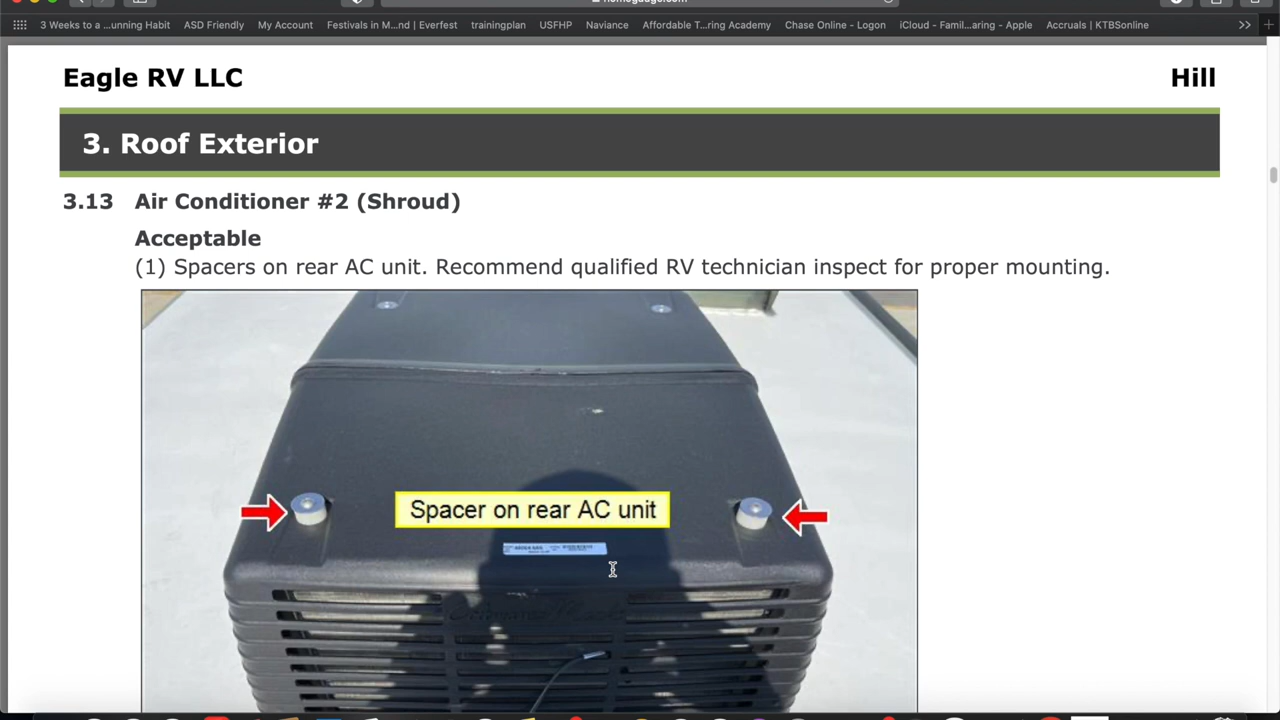 3 Weeks to a ...unning Habit ASD Friendly My Account Festivals in M...nd | Everfest trainingplan USFHP Naviance Affordable T...ring Academy Chase Online - Logon iCloud - Famil...aring - Apple Accruals | KTBSonline
Eagle RV LLC Hill
3. Roof Exterior
3.13 Air Conditioner #2 (Shroud)
Acceptable
(1) Spacers on rear AC unit. Recommend qualified RV technician inspect for proper mounting.
Spacer on rear AC unit